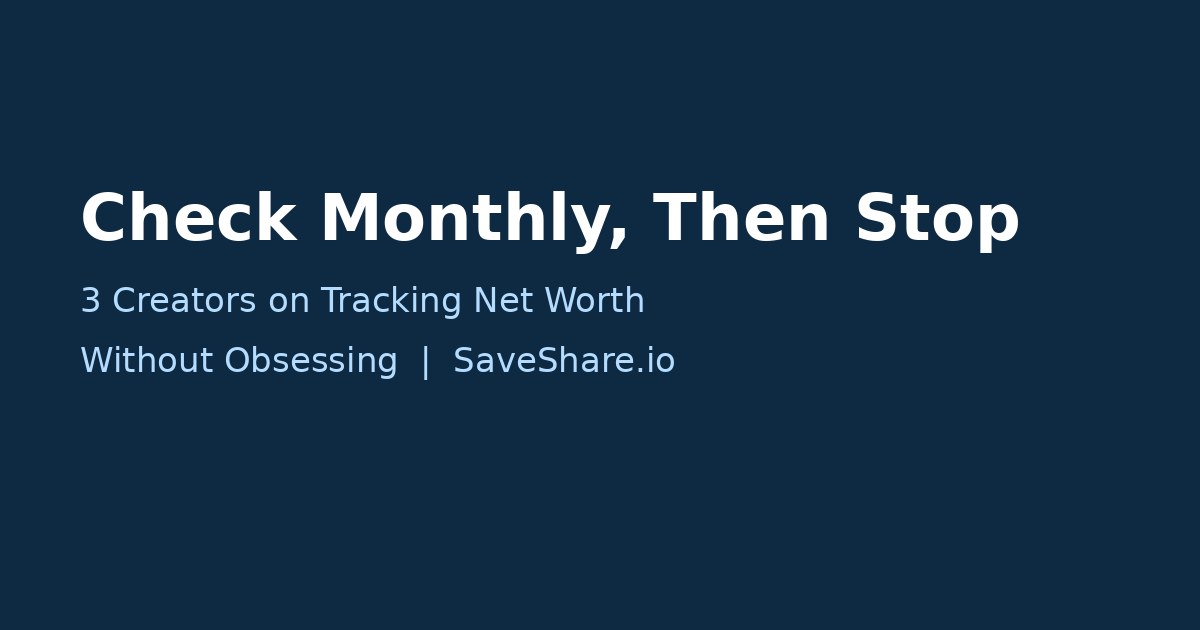 Check Monthly, Then Stop
3 Creators on Tracking Net Worth
Without Obsessing | SaveShare.io